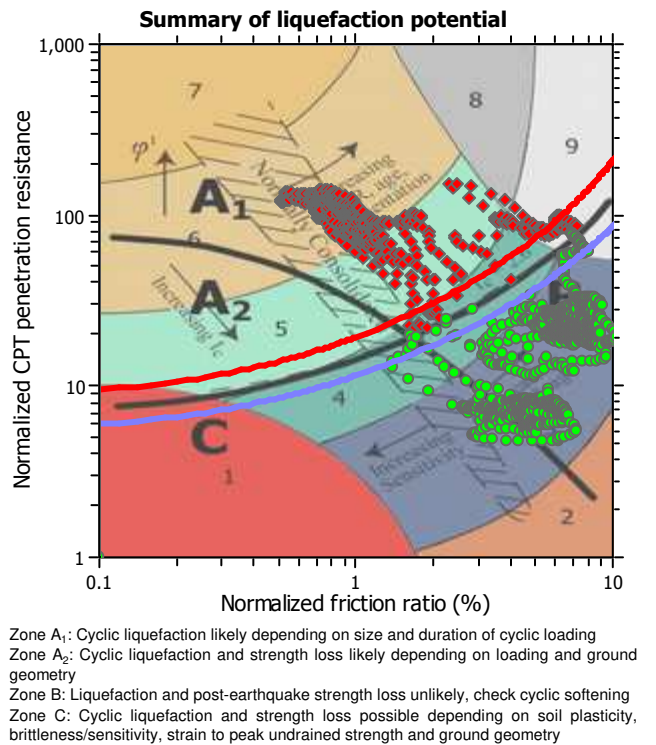 Summary of liquefaction potential
Normalized CPT penetration resistance
1,000
100
10
1
7
8
9
φ'
A₁
Normally Consolid
6
A₂
Increasing Ic
5
4
C
1
Increasing
Sensitivity
2
0.1
1
10
Normalized friction ratio (%)
Zone A₁: Cyclic liquefaction likely depending on size and duration of cyclic loading
Zone A₂: Cyclic liquefaction and strength loss likely depending on loading and ground
geometry
Zone B: Liquefaction and post-earthquake strength loss unlikely, check cyclic softening
Zone C: Cyclic liquefaction and strength loss possible depending on soil plasticity,
brittleness/sensitivity, strain to peak undrained strength and ground geometry